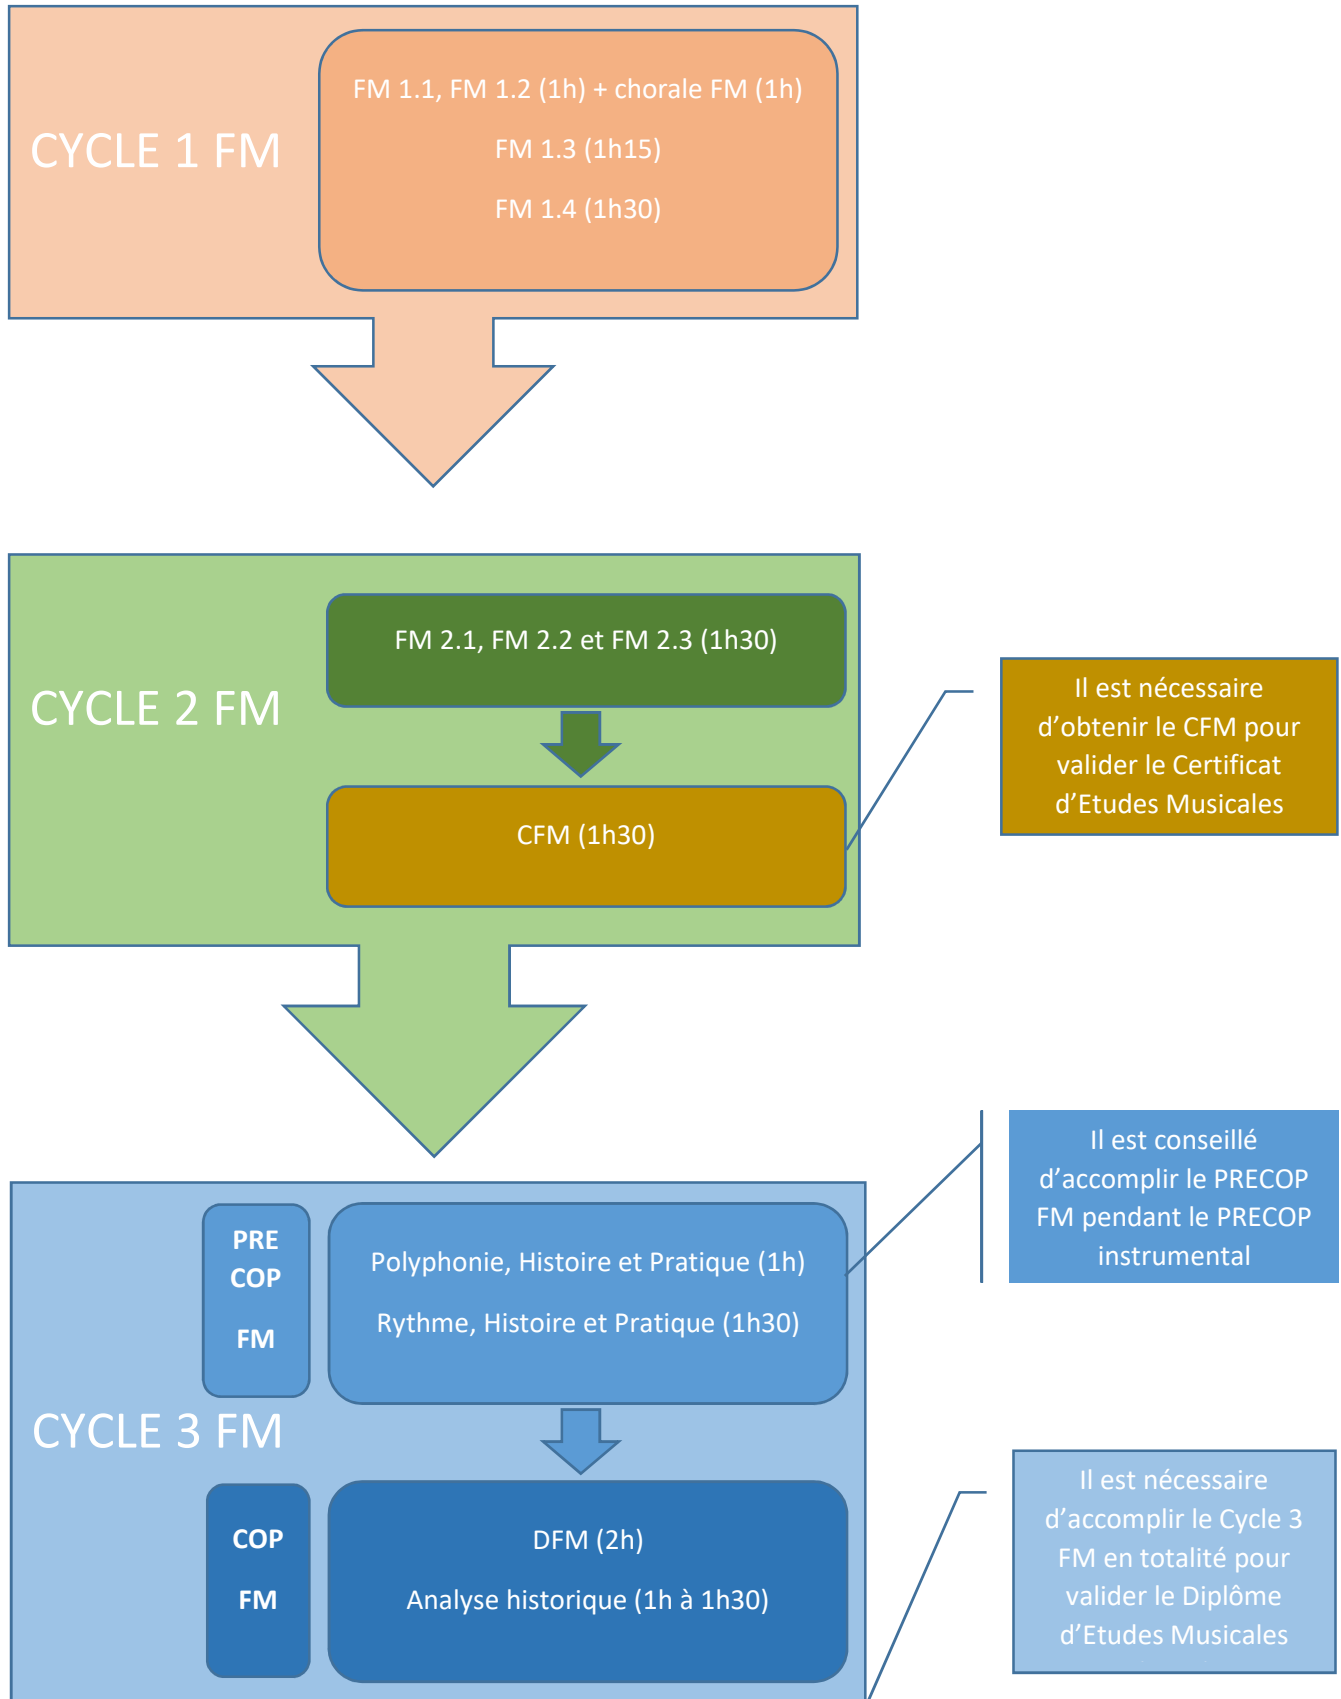 FM 1.1, FM 1.2 (1h) + chorale FM (1h)
CYCLE 1 FM
FM 1.3 (1h15)
FM 1.4 (1h30)
FM 2.1, FM 2.2 et FM 2.3 (1h30)
CYCLE 2 FM
CFM (1h30)
Il est nécessaire
d'obtenir le CFM pour
valider le Certificat
d'Etudes Musicales
PRE
COP
FM
Polyphonie, Histoire et Pratique (1h)
Rythme, Histoire et Pratique (1h30)
Il est conseillé
d'accomplir le PRECOP
FM pendant le PRECOP
instrumental
CYCLE 3 FM
COP
FM
DFM (2h)
Analyse historique (1h à 1h30)
Il est nécessaire
d'accomplir le Cycle 3
FM en totalité pour
valider le Diplôme
d'Etudes Musicales